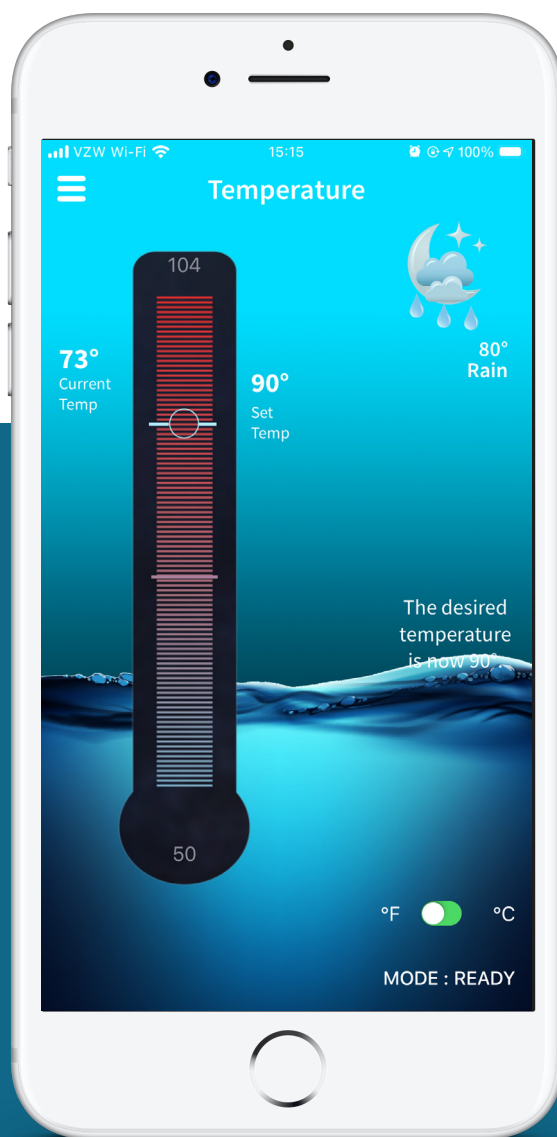 VZW Wi-Fi 15:15 100%
Temperature
104
80°
Rain
73°
Current
Temp
90°
Set
Temp
The desired
temperature
is now 90°.
50
°F °C
MODE : READY